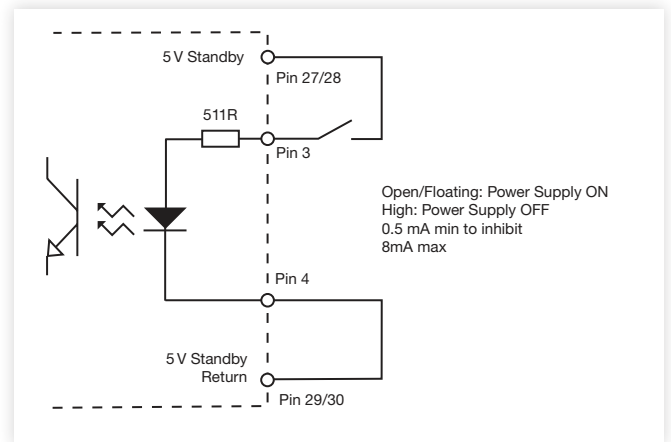 5 V Standby
Pin 27/28
511R
Pin 3
Open/Floating: Power Supply ON
High: Power Supply OFF
0.5 mA min to inhibit
8mA max
Pin 4
5 V Standby
Return
Pin 29/30